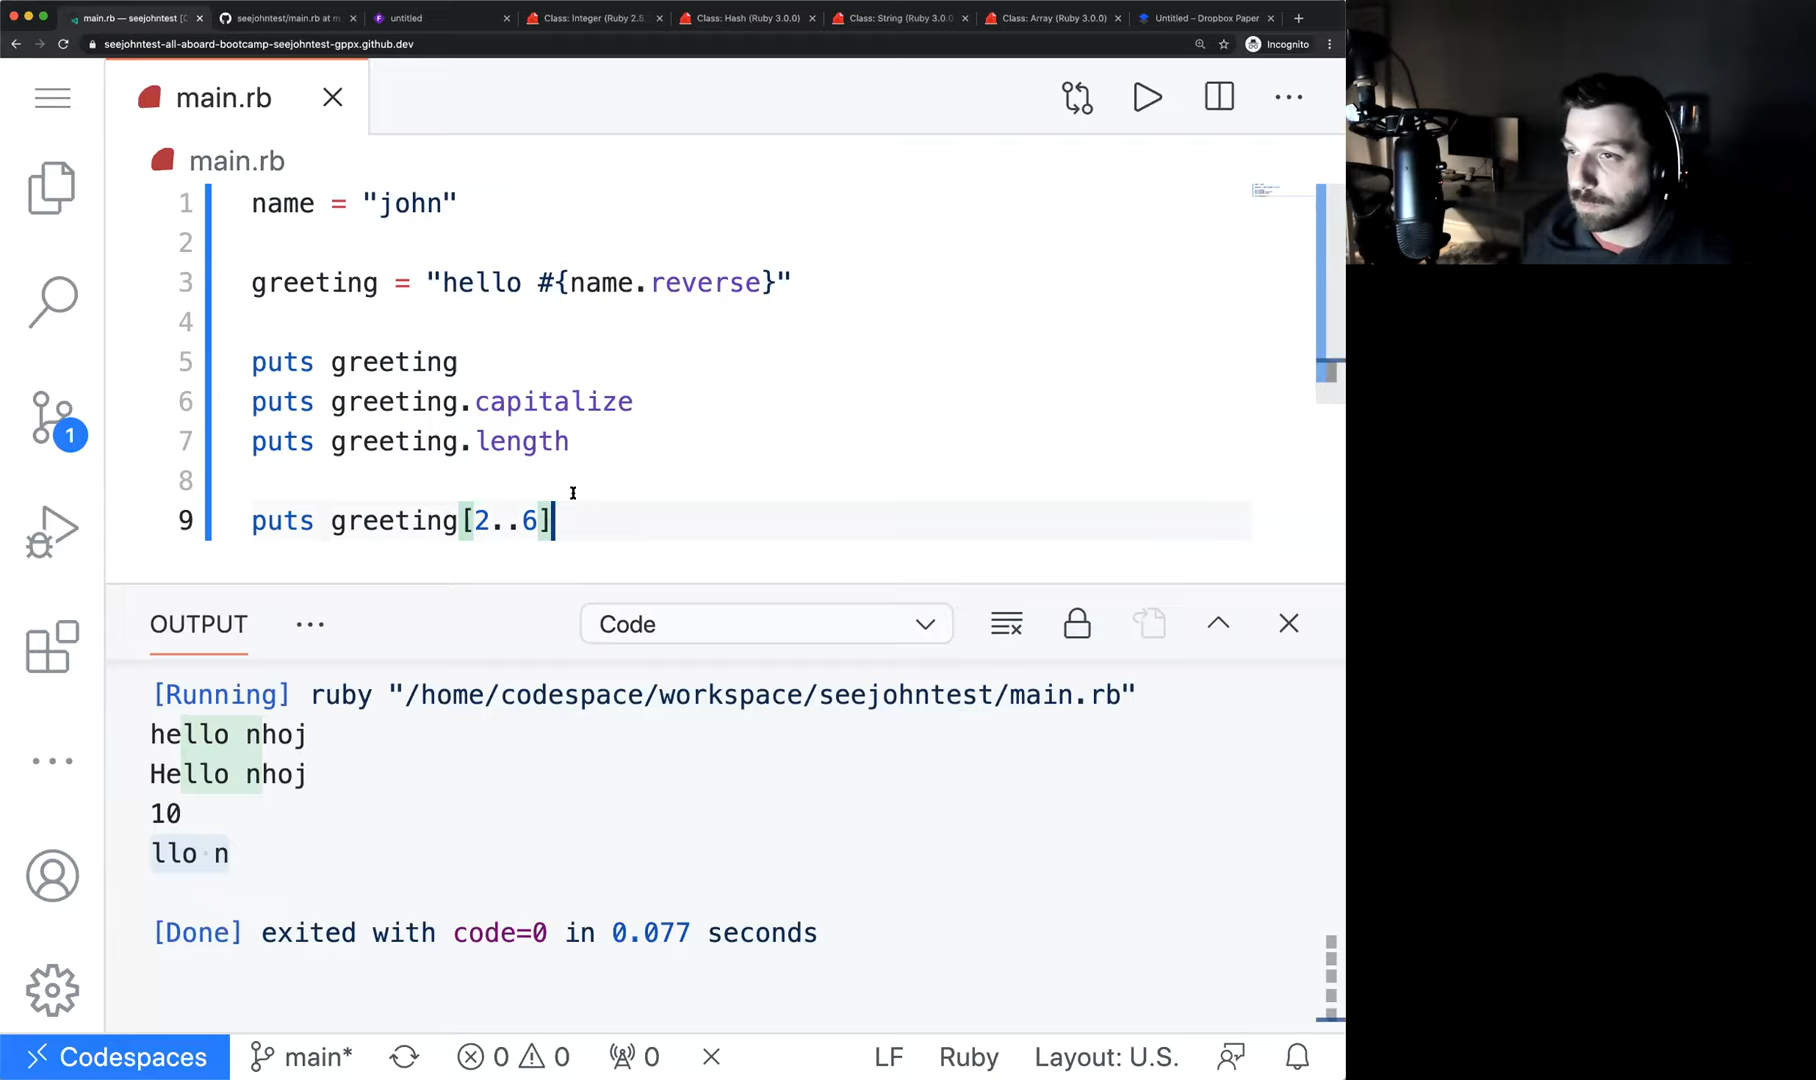 main.rb — seejohntest [
seejohntest/main.rb at m
untitled
Class: Integer (Ruby 2.5.
Class: Hash (Ruby 3.0.0)
Class: String (Ruby 3.0.0
Class: Array (Ruby 3.0.0)
Untitled – Dropbox Paper
seejohntest-all-aboard-bootcamp-seejohntest-gppx.github.dev
Incognito
main.rb
main.rb
1 name = "john"
2
3 greeting = "hello #{name.reverse}"
4
5 puts greeting
6 puts greeting.capitalize
7 puts greeting.length
8
9 puts greeting[2..6]
1
OUTPUT
Code
[Running] ruby "/home/codespace/workspace/seejohntest/main.rb"
hello nhoj
Hello nhoj
10
llo·n
[Done] exited with code=0 in 0.077 seconds
Codespaces
main*
0
0
0
LF
Ruby
Layout: U.S.